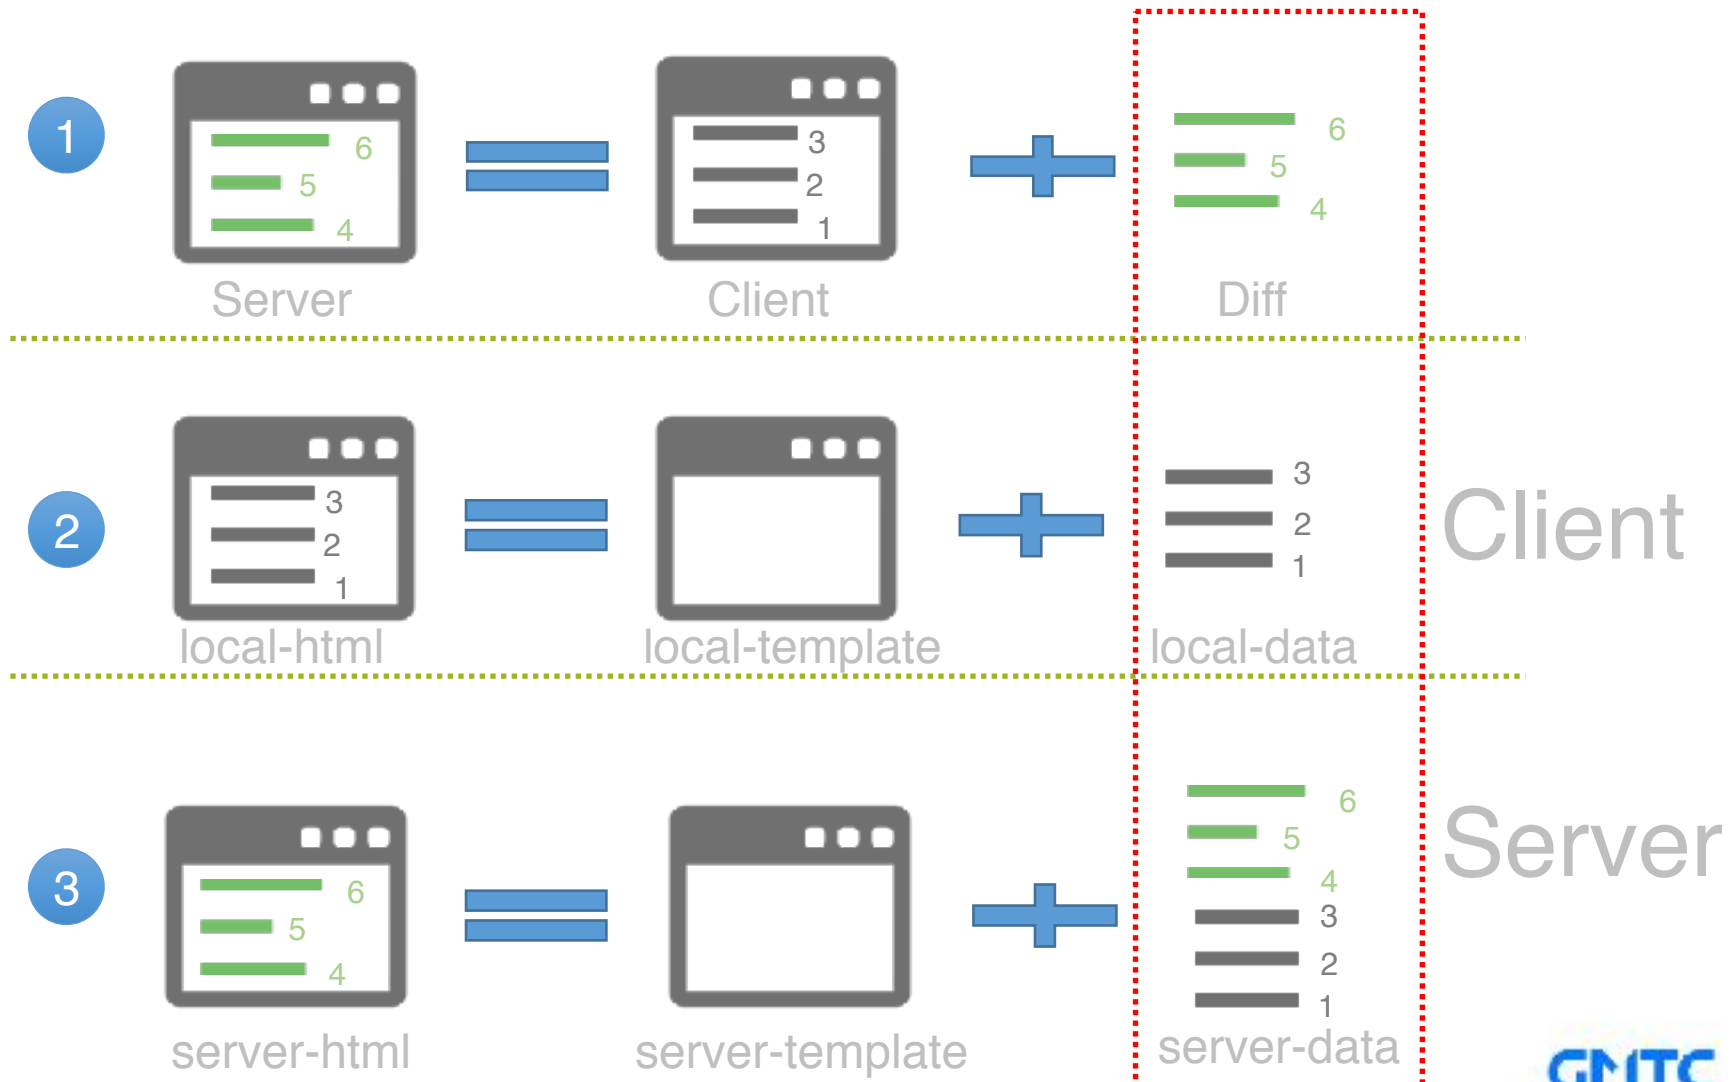 1
6
5
4
Server
3
2
1
Client
6
5
4
Diff
2
3
2
1
local-html
local-template
3
2
1
local-data
Client
3
6
5
4
server-html
server-template
6
5
4
3
2
1
server-data
Server
GMTC